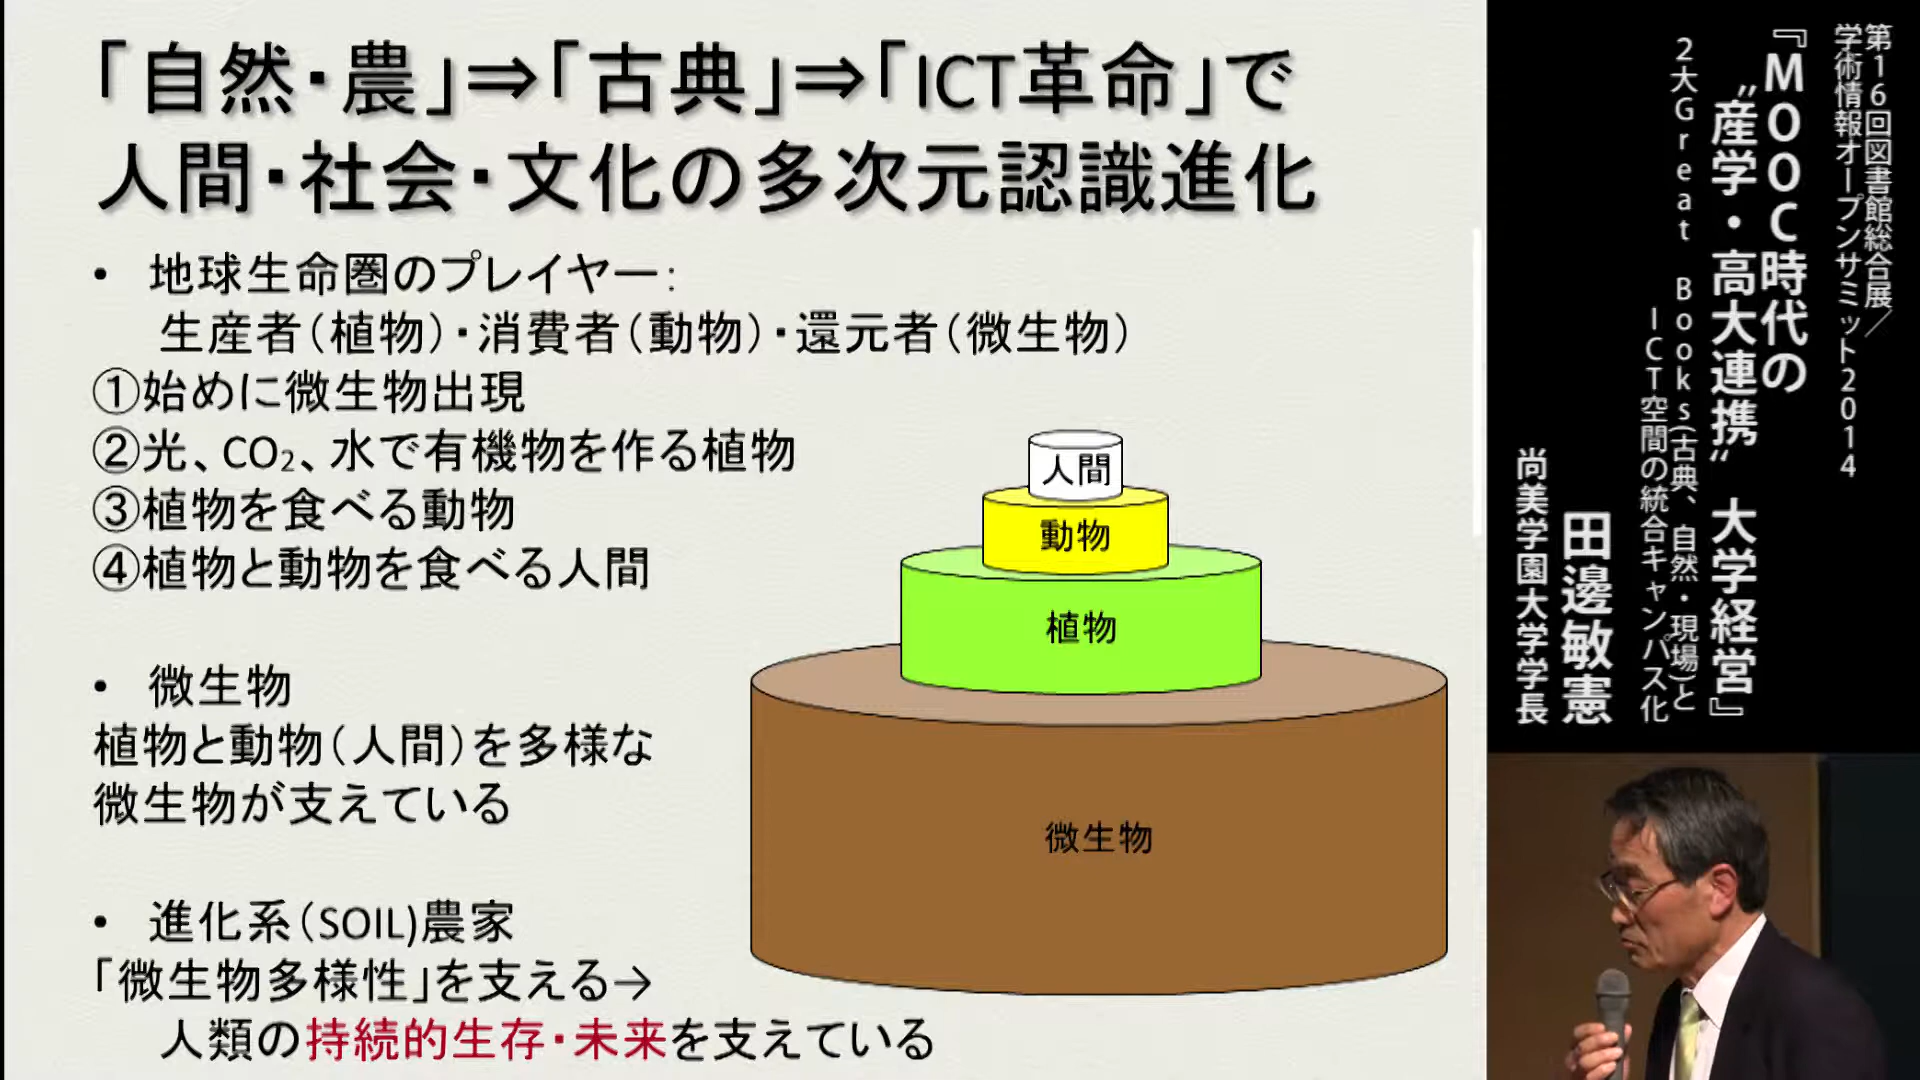 「自然・農」⇒「古典」⇒「ICT革命」で
人間・社会・文化の多次元認識進化
• 地球生命圏のプレイヤー：
生産者（植物）・消費者（動物）・還元者（微生物）
①始めに微生物出現
②光、CO₂、水で有機物を作る植物
③植物を食べる動物
④植物と動物を食べる人間
• 微生物
植物と動物（人間）を多様な
微生物が支えている
• 進化系（SOIL)農家
「微生物多様性」を支える→
人類の持続的生存・未来を支えている
人間
動物
植物
微生物
第16回図書館総合展／
学術情報オープンサミット2014
『MOOC時代の
〝産学・高大連携〟 大学経営』
2大Great Books(古典、自然・現場)と
ICT空間の統合キャンパス化
田邊敏憲
尚美学園大学学長